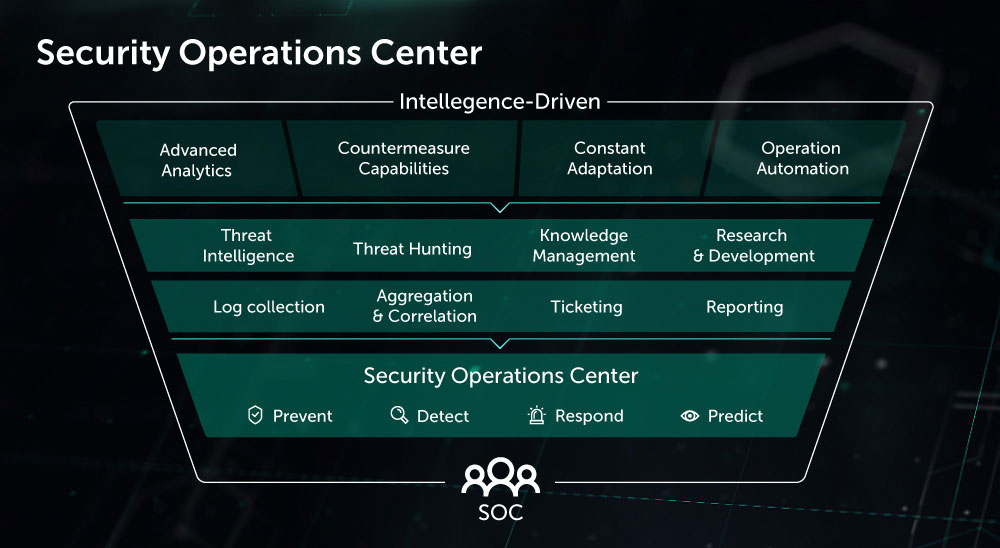 Security Operations Center
Intellegence-Driven
Advanced
Analytics
Countermeasure
Capabilities
Constant
Adaptation
Operation
Automation
Threat
Intelligence
Threat Hunting
Knowledge
Management
Research
& Development
Log collection
Aggregation
& Correlation
Ticketing
Reporting
Security Operations Center
Prevent
Detect
Respond
Predict
SOC